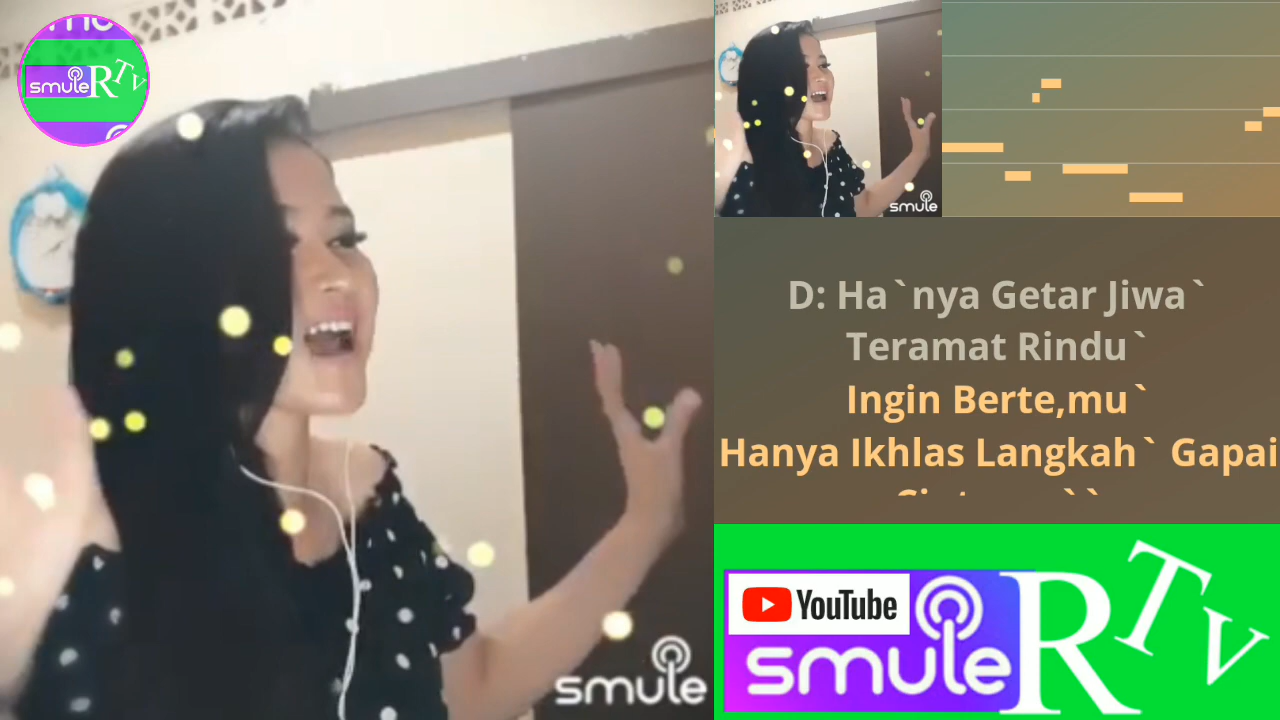 smule RTv
smule
D: Ha`nya Getar Jiwa`
Teramat Rindu`
Ingin Berte,mu`
Hanya Ikhlas Langkah` Gapai
YouTube
smule RTv
smule